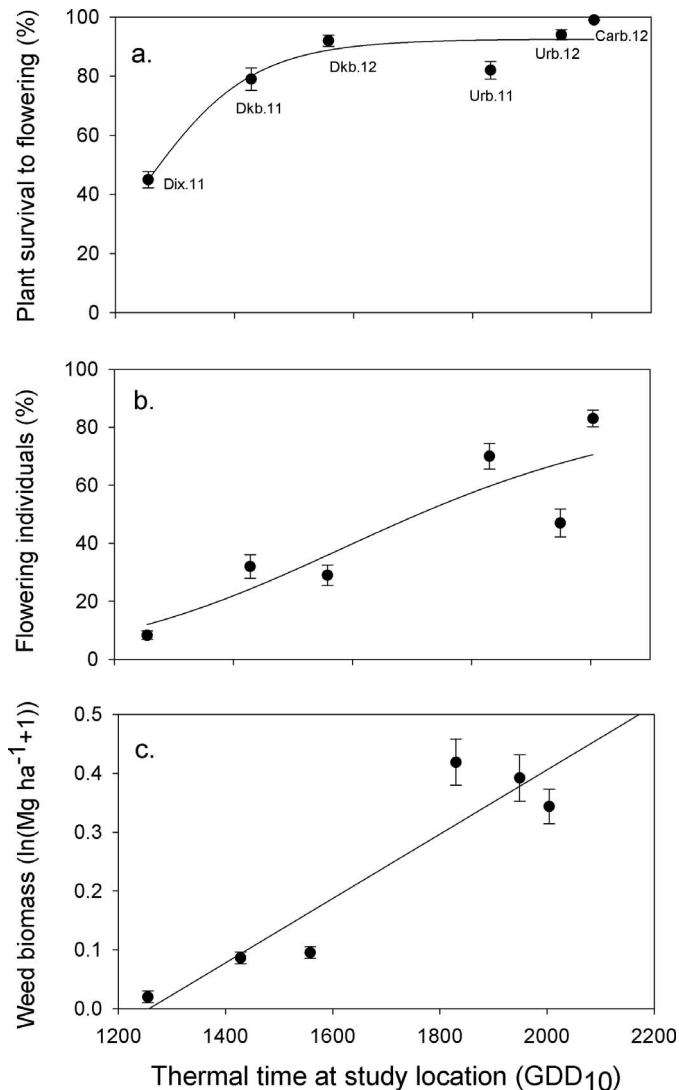 Plant survival to flowering (%)
100
80
60
40
20
0
a.
Dix.11
Dkb.11
Dkb.12
Urb.11
Urb.12
Carb.12
Flowering individuals (%)
100
80
60
40
20
0
b.
Weed biomass (ln(Mg ha⁻¹+1))
0.5
0.4
0.3
0.2
0.1
0.0
c.
1200 1400 1600 1800 2000 2200
Thermal time at study location (GDD₁₀)